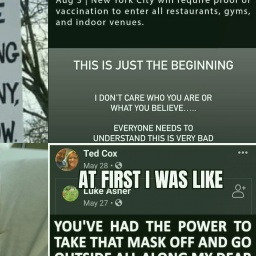 Aug 3 | New York City will require proof of
vaccination to enter all restaurants, gyms,
and indoor venues.
NG
NY,
W.
THIS IS JUST THE BEGINNING
I DON'T CARE WHO YOU ARE OR
WHAT YOU BELIEVE.....
EVERYONE NEEDS TO
UNDERSTAND THIS IS VERY BAD
Ted Cox
May 28
AT FIRST I WAS LIKE
Luke Asher
May 27
YOU'VE HAD THE POWER TO
TAKE THAT MASK OFF AND GO
OUTSIDE ALL ALONG MY DEAR